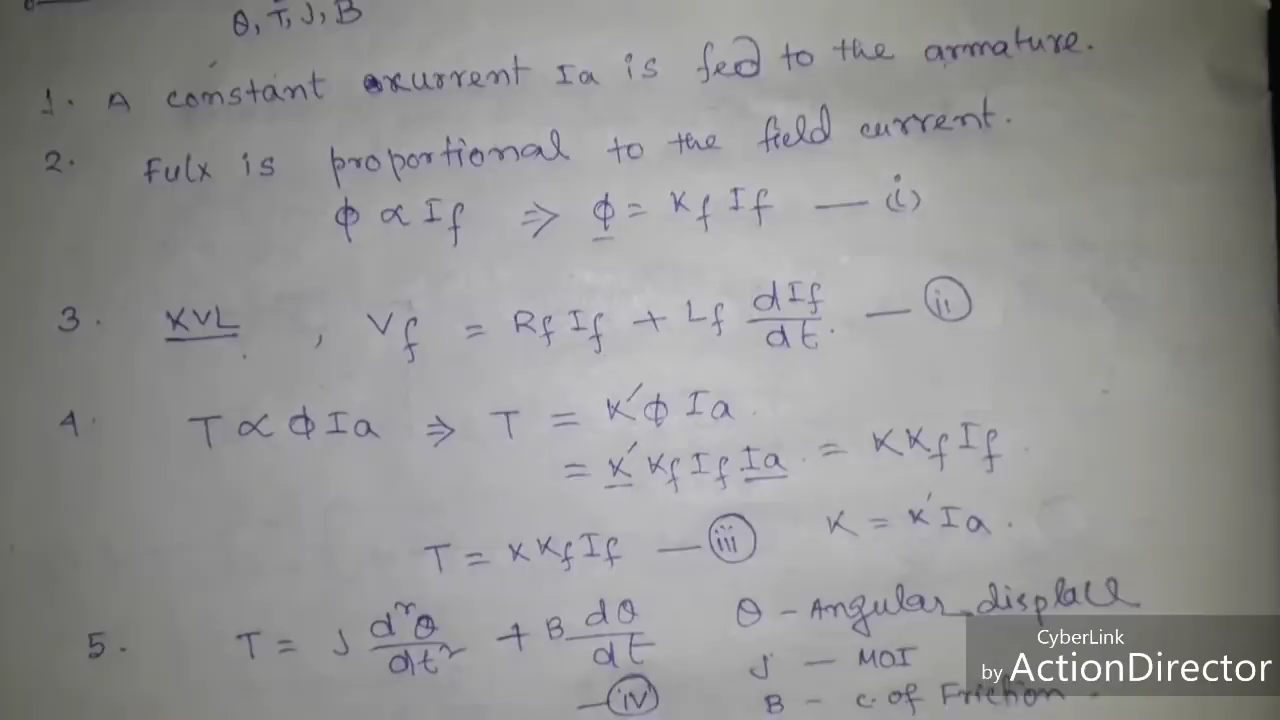 θ, T, J, B
1. A constant current Ia is fed to the armature.
2. Fulx is proportional to the field current.
ϕ ∝ If ⇒ ϕ = Kf If — (i)
3. KVL, Vf = Rf If + Lf dIf/dt. — (ii)
4. T ∝ ϕ Ia ⇒ T = K'ϕ Ia
= K' Kf If Ia. = K Kf If.
T = K Kf If — (iii) K = K'Ia.
5. T = J d²θ/dt² + B dθ/dt θ - Angular displace
— (iv) J — MOI
B - c. of Friction.
CyberLink
by ActionDirector